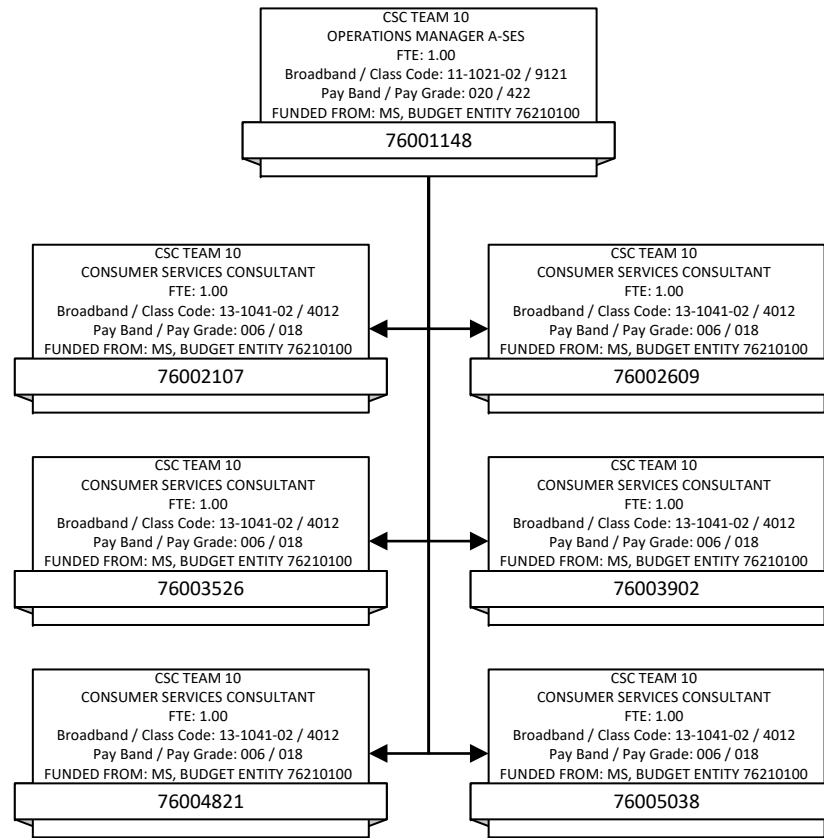 CSC TEAM 10
OPERATIONS MANAGER A-SES
FTE: 1.00
Broadband / Class Code: 11-1021-02 / 9121
Pay Band / Pay Grade: 020 / 422
FUNDED FROM: MS, BUDGET ENTITY 76210100
76001148
CSC TEAM 10
CONSUMER SERVICES CONSULTANT
FTE: 1.00
Broadband / Class Code: 13-1041-02 / 4012
Pay Band / Pay Grade: 006 / 018
FUNDED FROM: MS, BUDGET ENTITY 76210100
76002107
CSC TEAM 10
CONSUMER SERVICES CONSULTANT
FTE: 1.00
Broadband / Class Code: 13-1041-02 / 4012
Pay Band / Pay Grade: 006 / 018
FUNDED FROM: MS, BUDGET ENTITY 76210100
76002609
CSC TEAM 10
CONSUMER SERVICES CONSULTANT
FTE: 1.00
Broadband / Class Code: 13-1041-02 / 4012
Pay Band / Pay Grade: 006 / 018
FUNDED FROM: MS, BUDGET ENTITY 76210100
76003526
CSC TEAM 10
CONSUMER SERVICES CONSULTANT
FTE: 1.00
Broadband / Class Code: 13-1041-02 / 4012
Pay Band / Pay Grade: 006 / 018
FUNDED FROM: MS, BUDGET ENTITY 76210100
76003902
CSC TEAM 10
CONSUMER SERVICES CONSULTANT
FTE: 1.00
Broadband / Class Code: 13-1041-02 / 4012
Pay Band / Pay Grade: 006 / 018
FUNDED FROM: MS, BUDGET ENTITY 76210100
76004821
CSC TEAM 10
CONSUMER SERVICES CONSULTANT
FTE: 1.00
Broadband / Class Code: 13-1041-02 / 4012
Pay Band / Pay Grade: 006 / 018
FUNDED FROM: MS, BUDGET ENTITY 76210100
76005038